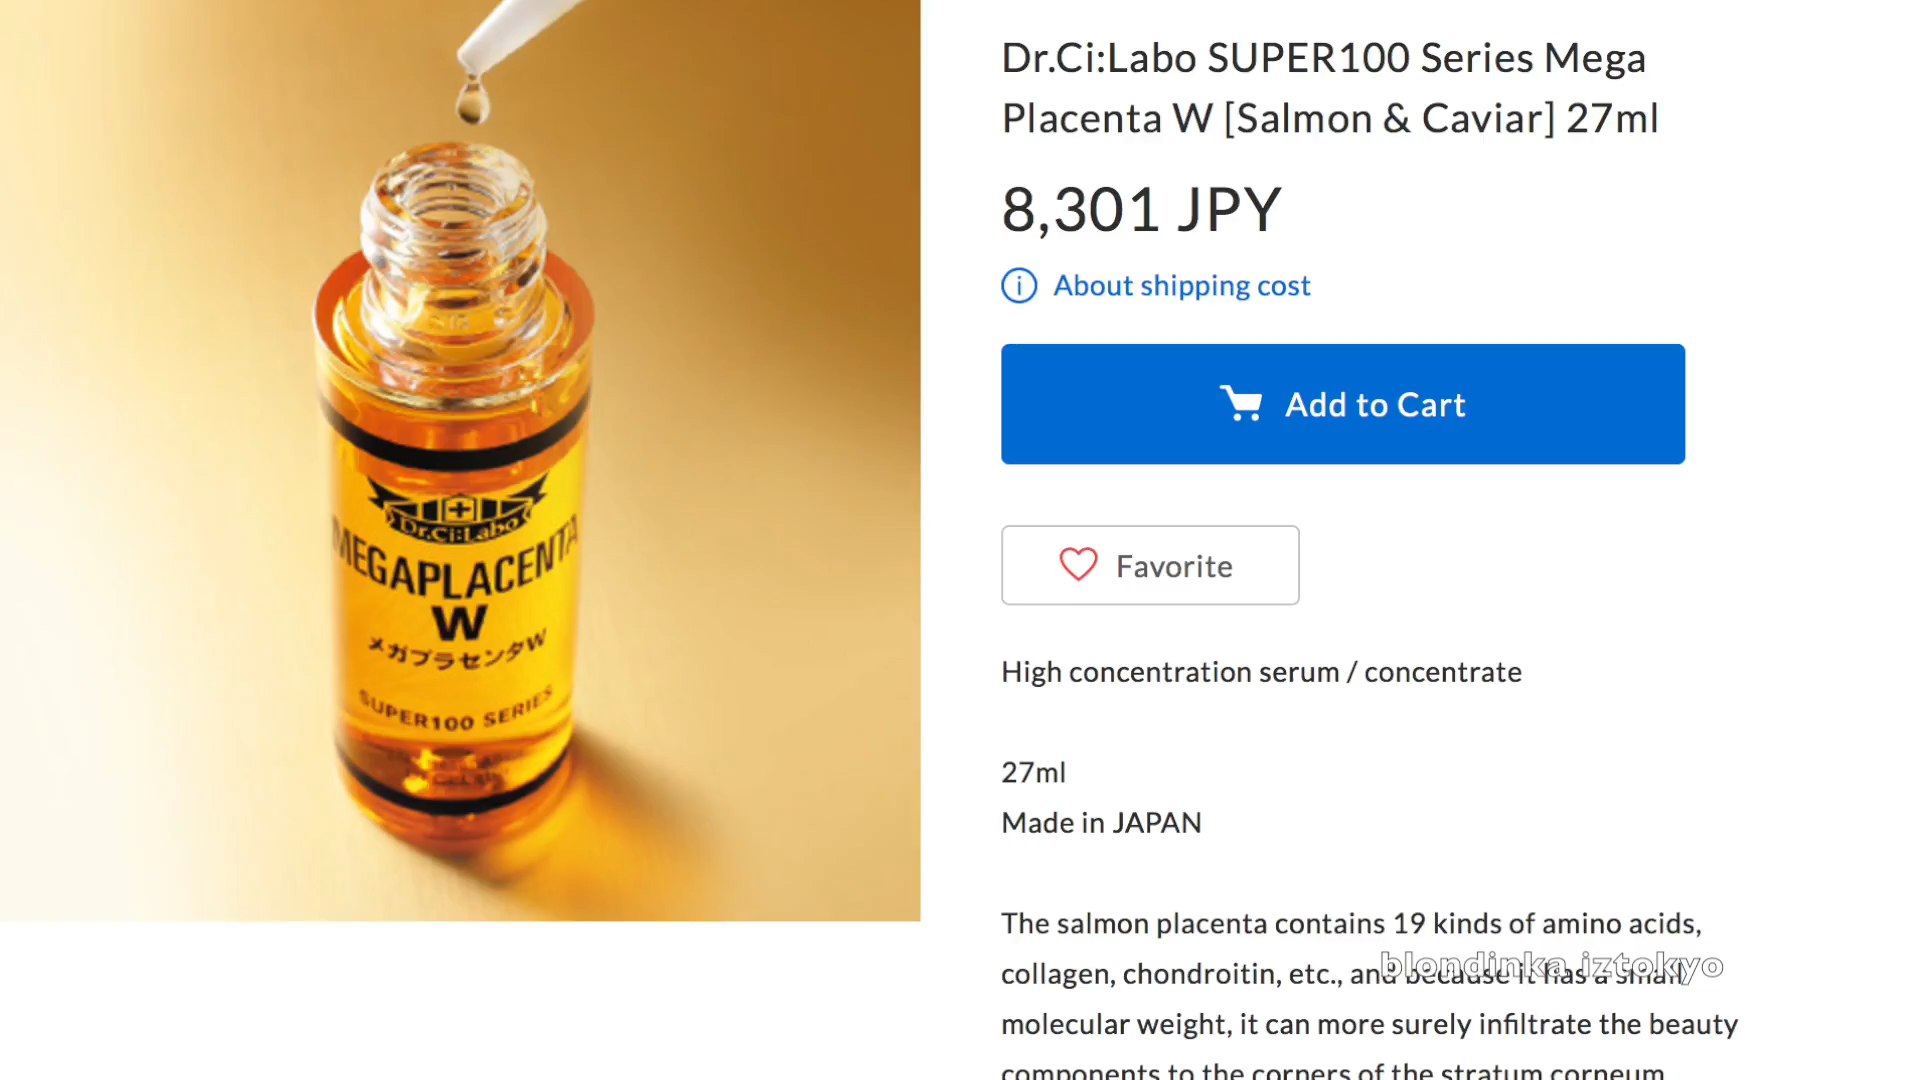 Dr.Ci:Labo SUPER100 Series Mega
Placenta W [Salmon & Caviar] 27ml
8,301 JPY
About shipping cost
Add to Cart
Favorite
High concentration serum / concentrate
27ml
Made in JAPAN
The salmon placenta contains 19 kinds of amino acids,
collagen, chondroitin, etc., and because it has a small
molecular weight, it can more surely infiltrate the beauty
components to the corners of the stratum corneum.
blondinka_iztokyo
Dr.Ci:Labo
MEGAPLACENTA
W
メガプラセンタW
SUPER100 SERIES